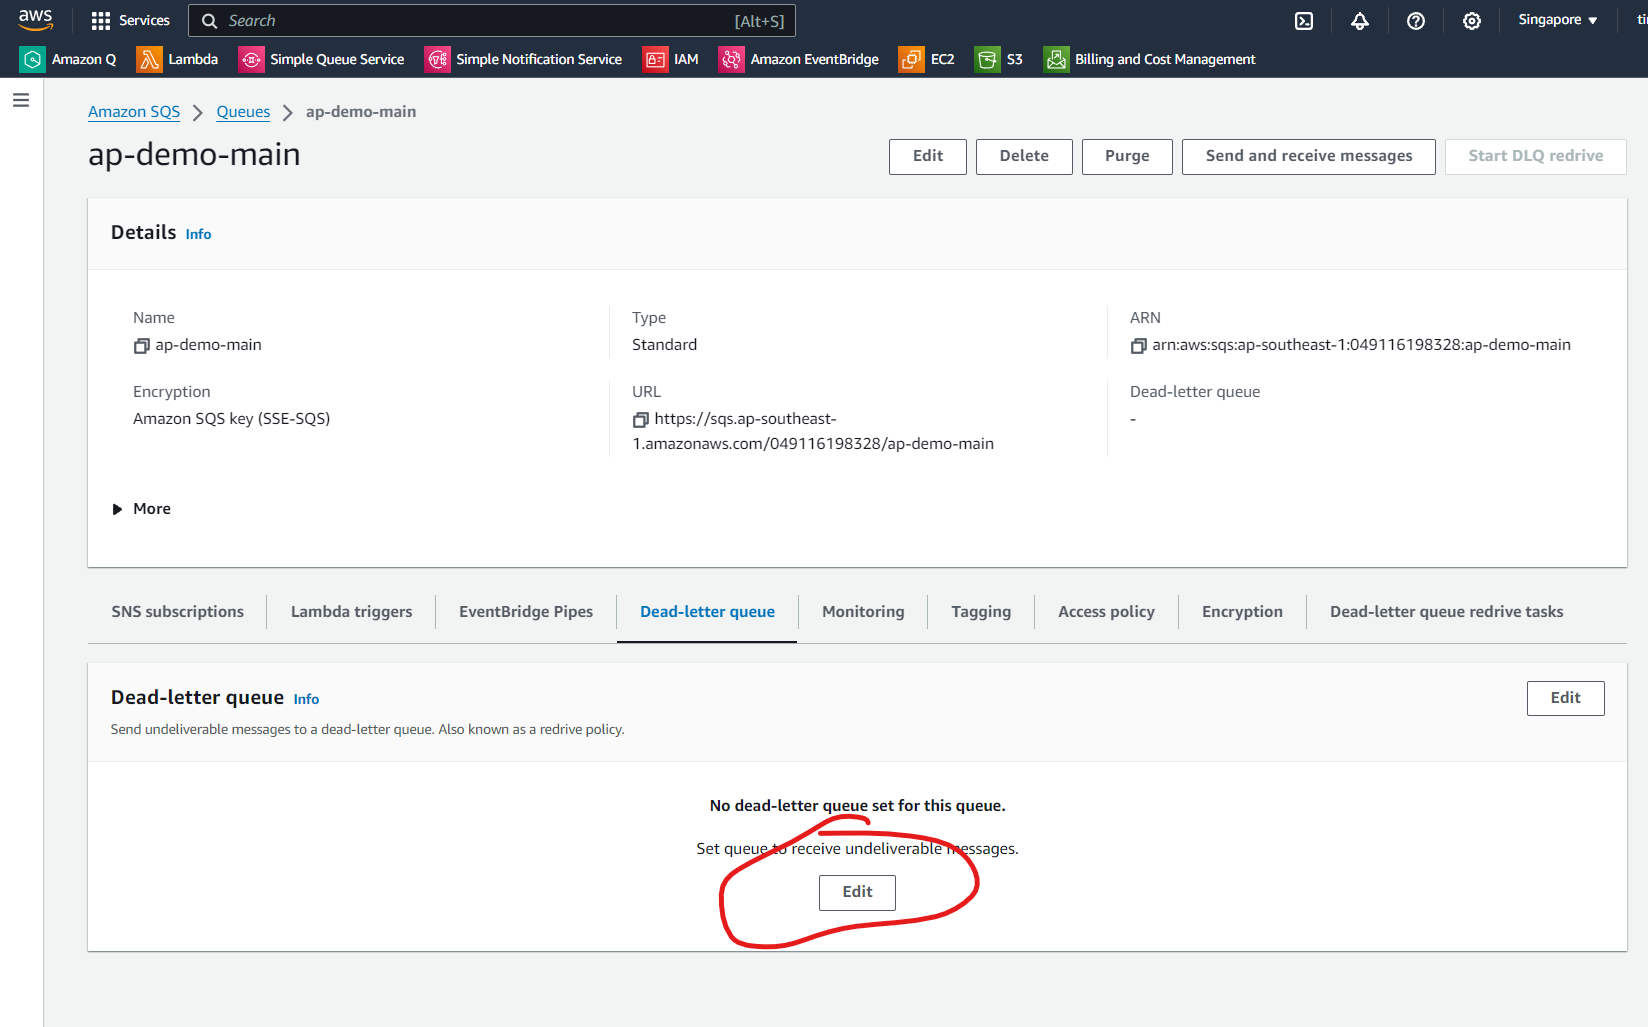 aws
Services
Search
[Alt+S]
Singapore
Amazon Q
Lambda
Simple Queue Service
Simple Notification Service
IAM
Amazon EventBridge
EC2
S3
Billing and Cost Management
Amazon SQS
Queues
ap-demo-main
ap-demo-main
Edit
Delete
Purge
Send and receive messages
Start DLQ redrive
Details Info
Name
ap-demo-main
Type
Standard
ARN
arn:aws:sqs:ap-southeast-1:049116198328:ap-demo-main
Encryption
Amazon SQS key (SSE-SQS)
URL
https://sqs.ap-southeast-
1.amazonaws.com/049116198328/ap-demo-main
Dead-letter queue
-
More
SNS subscriptions
Lambda triggers
EventBridge Pipes
Dead-letter queue
Monitoring
Tagging
Access policy
Encryption
Dead-letter queue redrive tasks
Dead-letter queue Info
Edit
Send undeliverable messages to a dead-letter queue. Also known as a redrive policy.
No dead-letter queue set for this queue.
Set queue to receive undeliverable messages.
Edit